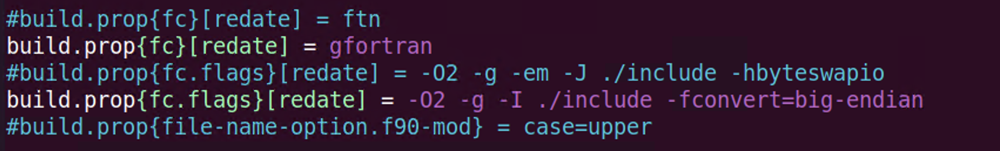 #build.prop{fc}[redate] = ftn
build.prop{fc}[redate] = gfortran
#build.prop{fc.flags}[redate] = -O2 -g -em -J ./include -hbyteswapio
build.prop{fc.flags}[redate] = -O2 -g -I ./include -fconvert=big-endian
#build.prop{file-name-option.f90-mod} = case=upper